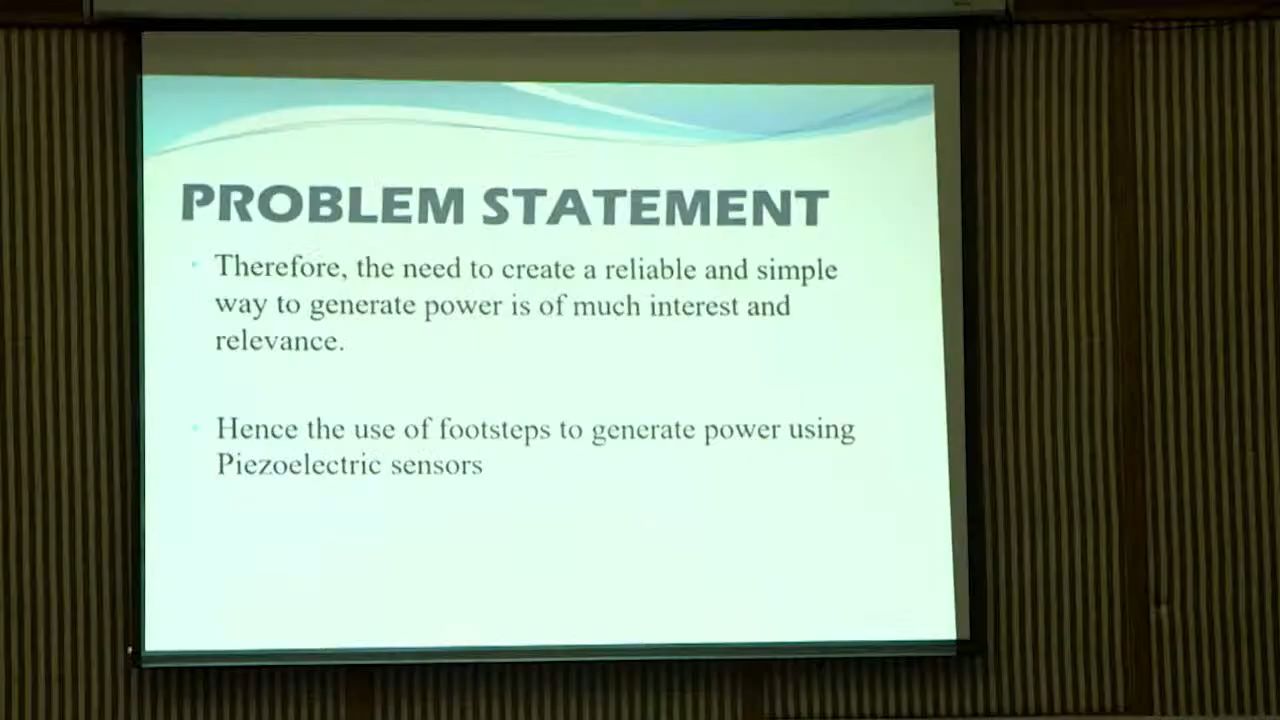 PROBLEM STATEMENT
Therefore, the need to create a reliable and simple
way to generate power is of much interest and
relevance.
Hence the use of footsteps to generate power using
Piezoelectric sensors